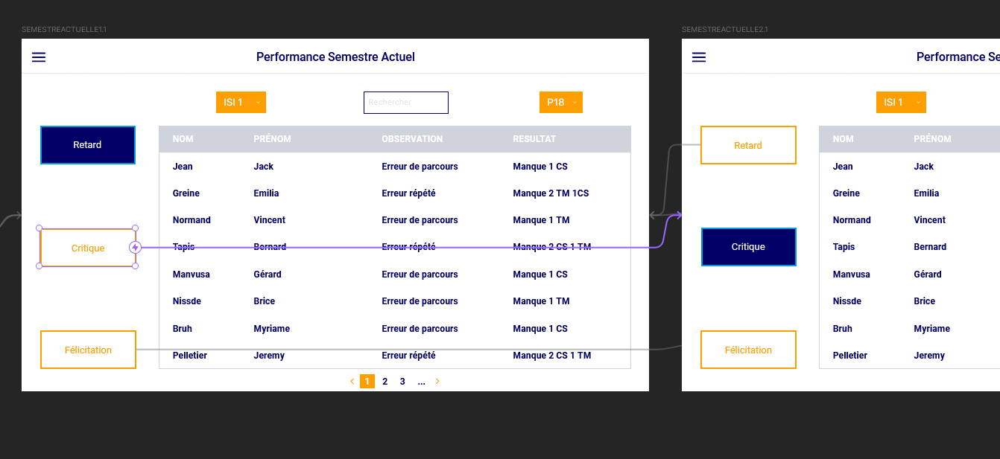 SEMESTREACTUELLE1.1
Performance Semestre Actuel
ISI 1
Rechercher
P18
Retard
Critique
Félicitation
NOM PRÉNOM OBSERVATION RESULTAT
Jean Jack Erreur de parcours Manque 1 CS
Greine Emilia Erreur répété Manque 2 TM 1CS
Normand Vincent Erreur de parcours Manque 1 TM
Tapis Bernard Erreur répété Manque 2 CS 1 TM
Manvusa Gérard Erreur de parcours Manque 1 CS
Nissde Brice Erreur de parcours Manque 1 TM
Bruh Myriame Erreur de parcours Manque 1 CS
Pelletier Jeremy Erreur répété Manque 2 CS 1 TM
< 1 2 3 ... >
SEMESTREACTUELLE2.1
Performance Se
ISI 1
Retard
Critique
Félicitation
NOM PRÉNOM
Jean Jack
Greine Emilia
Normand Vincent
Tapis Bernard
Manvusa Gérard
Nissde Brice
Bruh Myriame
Pelletier Jeremy